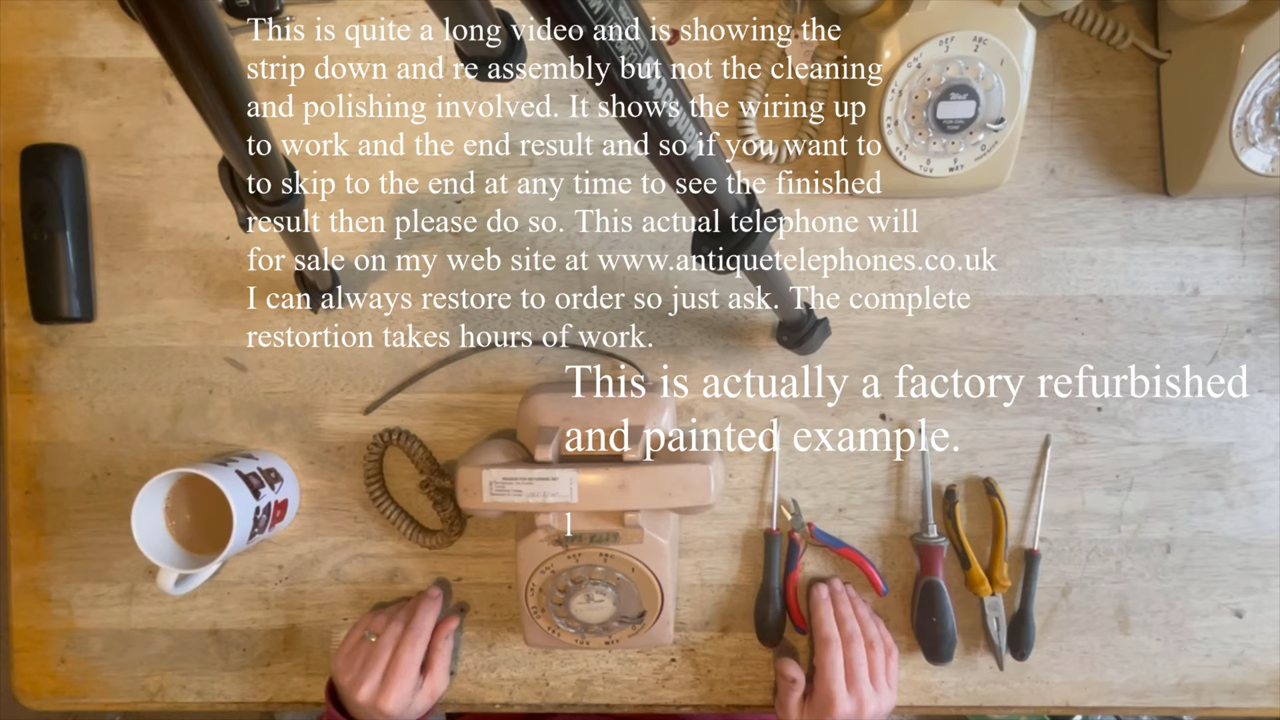 This is quite a long video and is showing the
strip down and re assembly but not the cleaning
and polishing involved. It shows the wiring up
to work and the end result and so if you want to
to skip to the end at any time to see the finished
result then please do so. This actual telephone will
for sale on my web site at www.antiquetelephones.co.uk
I can always restore to order so just ask. The complete
restortion takes hours of work.
This is actually a factory refurbished
and painted example.
l